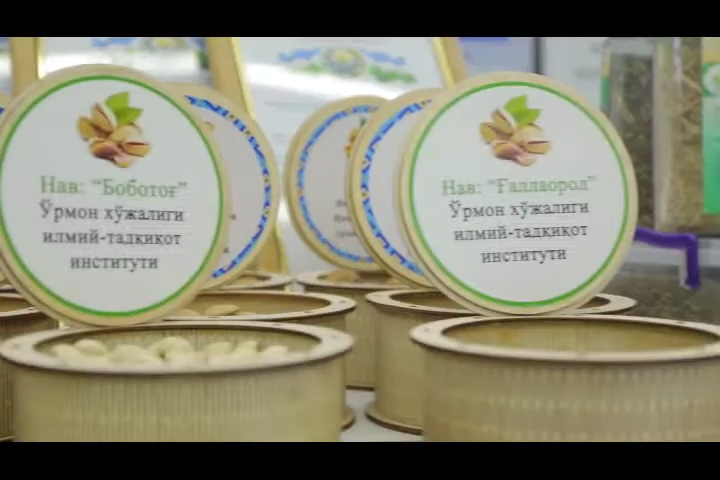 Нав: “Боботоғ”
Ўрмон хўжалиги
илмий-тадқиқот
институти
Нав: “Ғаллаорол”
Ўрмон хўжалиги
илмий-тадқиқот
институти